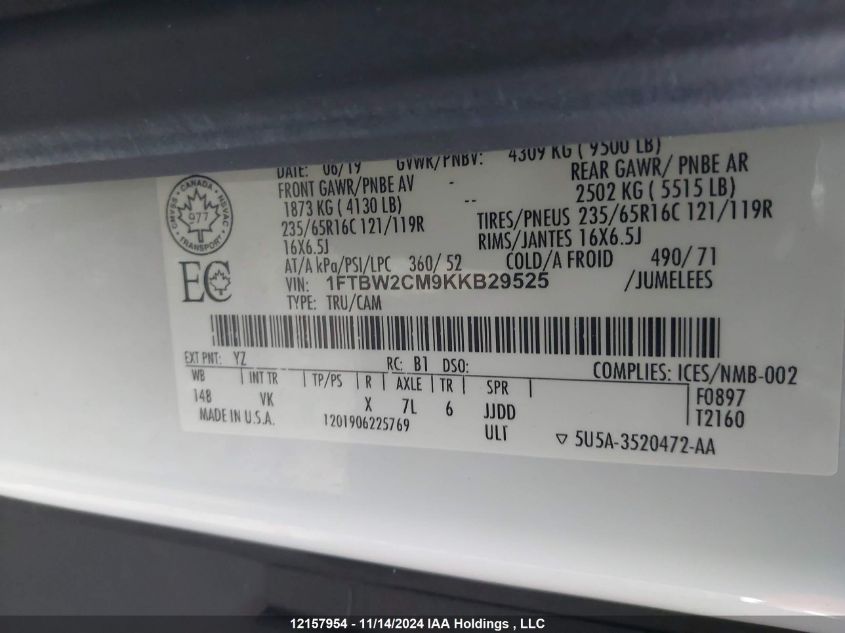 DATE: 06/19 GVWR/PNBV: 4309 KG ( 9500 LB)
FRONT GAWR/PNBE AV - REAR GAWR/ PNBE AR
1873 KG ( 4130 LB) -- 2502 KG ( 5515 LB)
235/65R16C 121/119R TIRES/PNEUS 235/65R16C 121/119R
16X6.5J RIMS/JANTES 16X6.5J
AT/A kPa/PSI/LPC 360/ 52 COLD/A FROID 490/ 71
VIN: 1FTBW2CM9KKB29525 /JUMELEES
TYPE: TRU/CAM
CANADA
CMVSS
NSVAC
977
TRANSPORT
EC
EXT PNT: YZ RC: B1 DSO: COMPLIES: ICES/NMB-002
WB INT TR TP/PS R AXLE TR SPR F0897
148 VK X 7L 6 JJDD T2160
MADE IN U.S.A. 1201906225769 ULT ▽ 5U5A-3520472-AA
12157954 - 11/14/2024 IAA Holdings , LLC